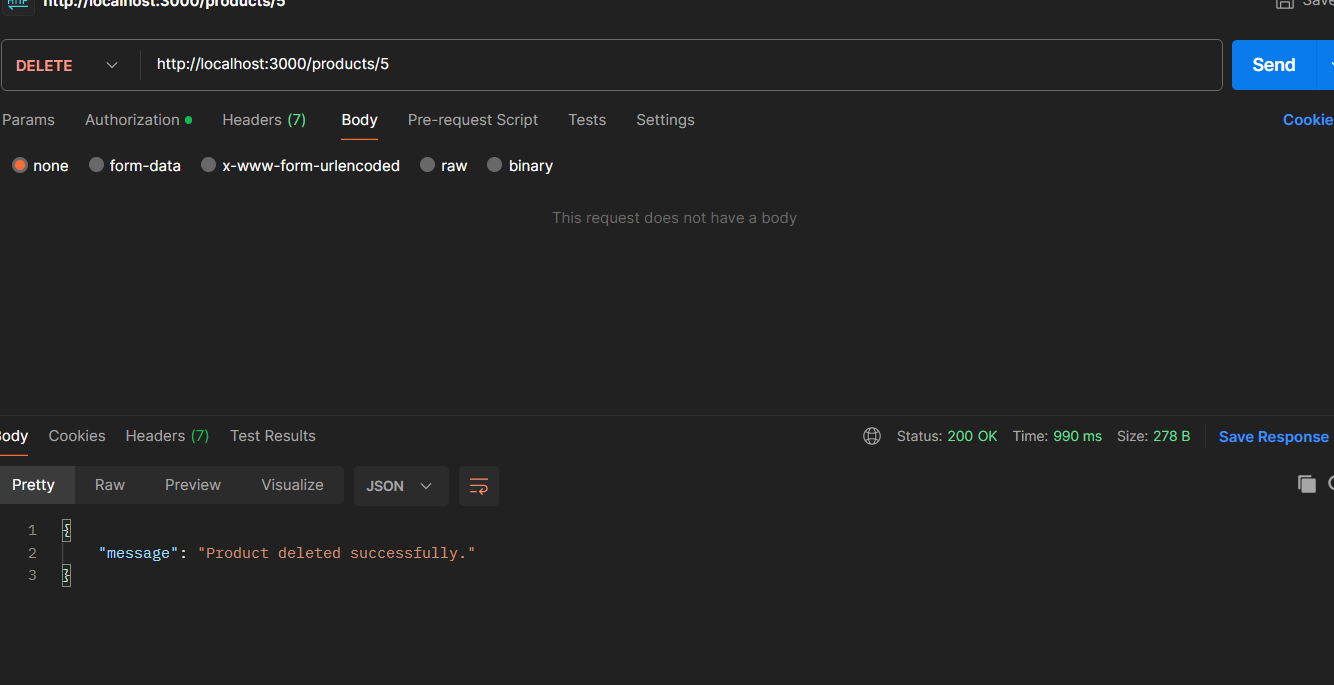 HTTP http://localhost:3000/products/5 Save
DELETE http://localhost:3000/products/5 Send
Params Authorization Headers (7) Body Pre-request Script Tests Settings Cookie
none form-data x-www-form-urlencoded raw binary
This request does not have a body
Body Cookies Headers (7) Test Results Status: 200 OK Time: 990 ms Size: 278 B Save Response
Pretty Raw Preview Visualize JSON
1 {
2 "message": "Product deleted successfully."
3 }